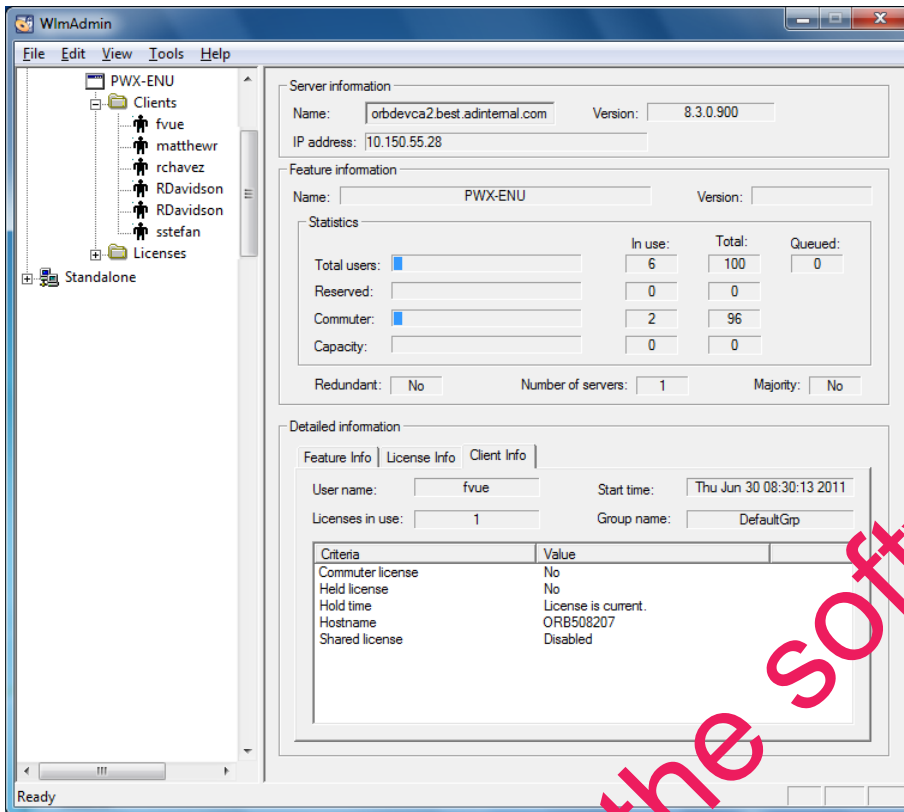 WlmAdmin
File Edit View Tools Help
PWX-ENU
Clients
fvue
matthewr
rchavez
RDavidson
RDavidson
sstefan
Licenses
Standalone
Server information
Name: orbdevca2.best.adinternal.com Version: 8.3.0.900
IP address: 10.150.55.28
Feature information
Name: PWX-ENU Version:
Statistics
In use: Total: Queued:
Total users: 6 100 0
Reserved: 0 0
Commuter: 2 96
Capacity: 0 0
Redundant: No Number of servers: 1 Majority: No
Detailed information
Feature Info License Info Client Info
User name: fvue Start time: Thu Jun 30 08:30:13 2011
Licenses in use: 1 Group name: DefaultGrp
Criteria Value
Commuter license No
Held license No
Hold time License is current.
Hostname ORB508207
Shared license Disabled
Ready
the soft